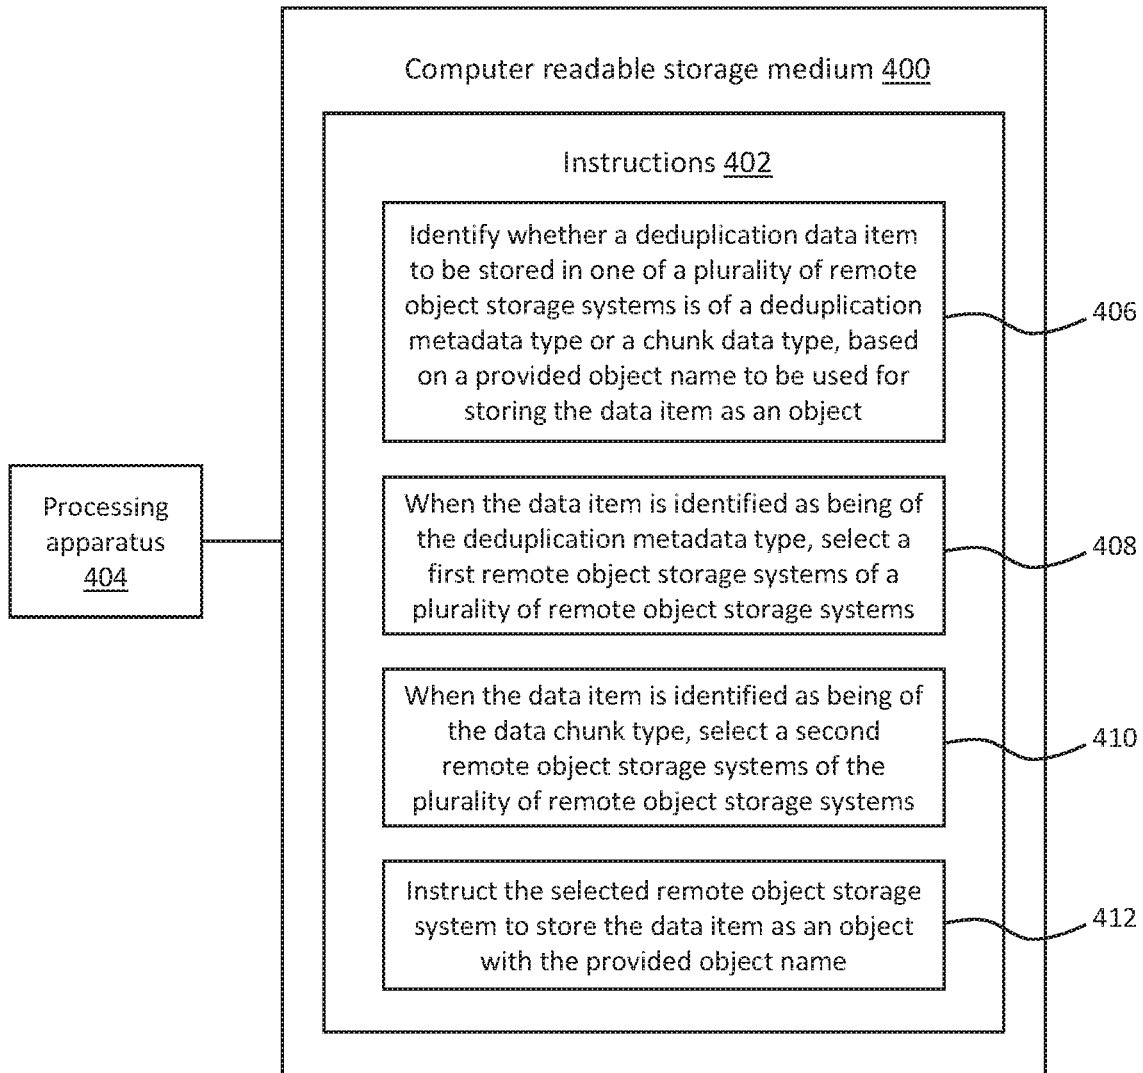 Computer readable storage medium 400
Instructions 402
Identify whether a deduplication data item
to be stored in one of a plurality of remote
object storage systems is of a deduplication
metadata type or a chunk data type, based
on a provided object name to be used for
storing the data item as an object
406
Processing
apparatus
404
When the data item is identified as being of
the deduplication metadata type, select a
first remote object storage systems of a
plurality of remote object storage systems
408
When the data item is identified as being of
the data chunk type, select a second
remote object storage systems of the
plurality of remote object storage systems
410
Instruct the selected remote object storage
system to store the data item as an object
with the provided object name
412